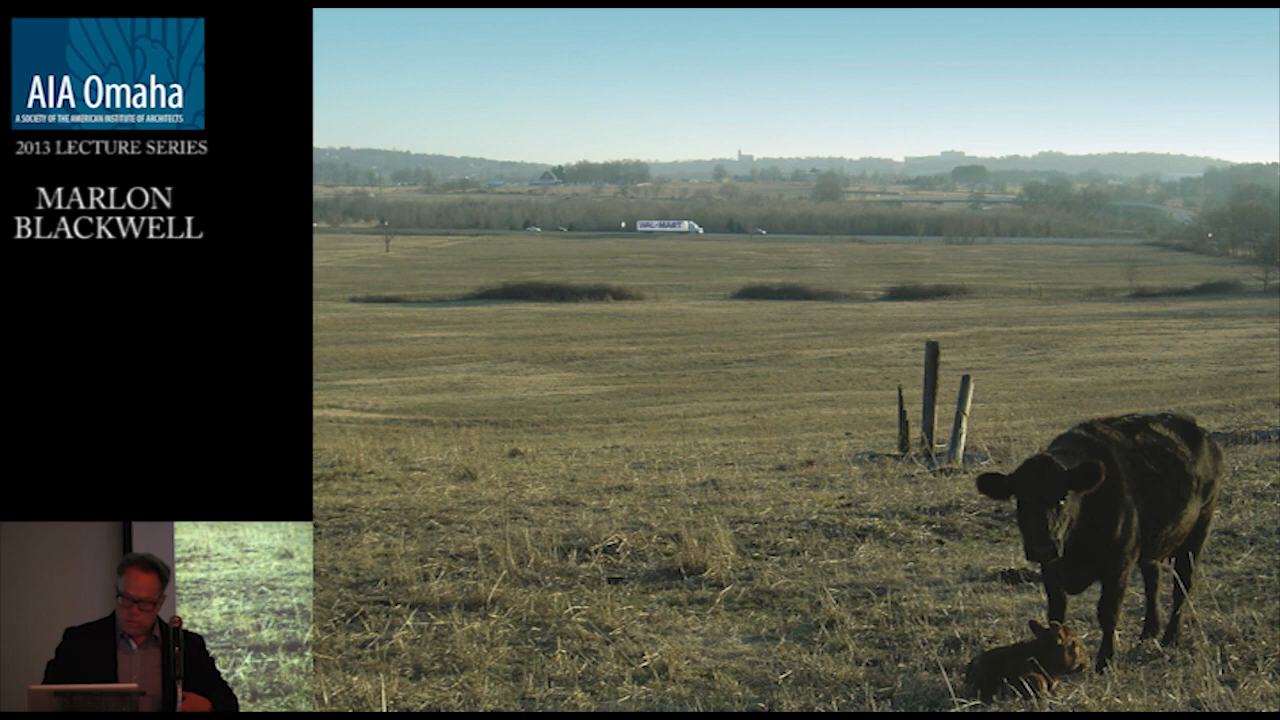 AIA Omaha
A SOCIETY OF THE AMERICAN INSTITUTE OF ARCHITECTS
2013 LECTURE SERIES
MARLON
BLACKWELL
WAL★MART